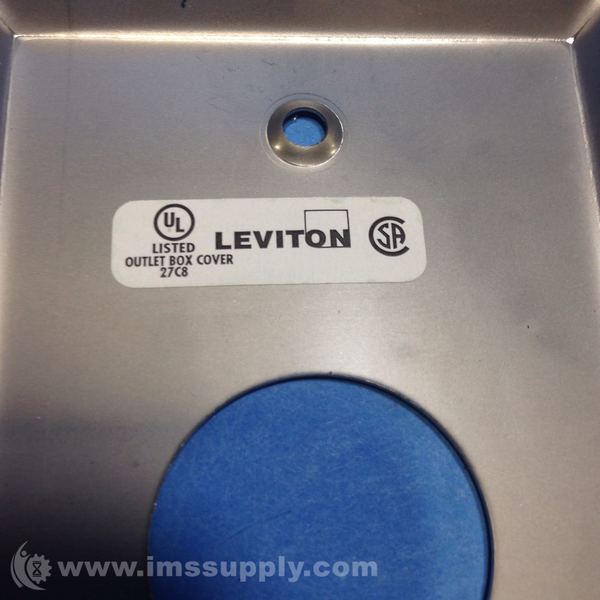 UL
LISTED
OUTLET BOX COVER
27C8
LEVITON
SA
www.imssupply.com